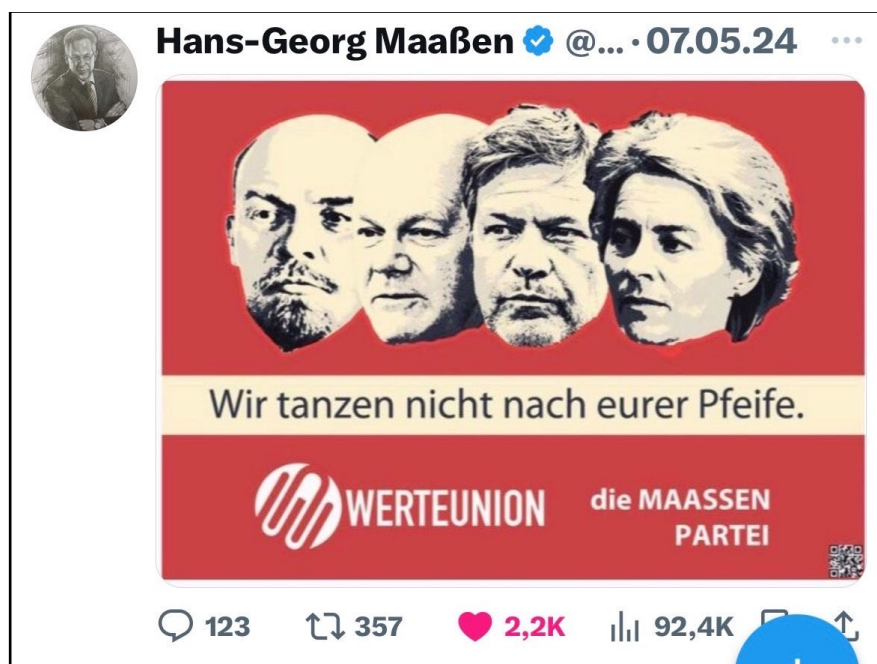 Hans-Georg Maaßen @... · 07.05.24
Wir tanzen nicht nach eurer Pfeife.
WERTEUNION
die MAASSEN
PARTEI
123 357 2,2K 92,4K